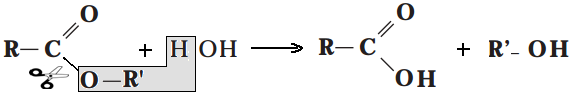 O O
R–C + H OH → R–C + R'– OH
O–R' OH